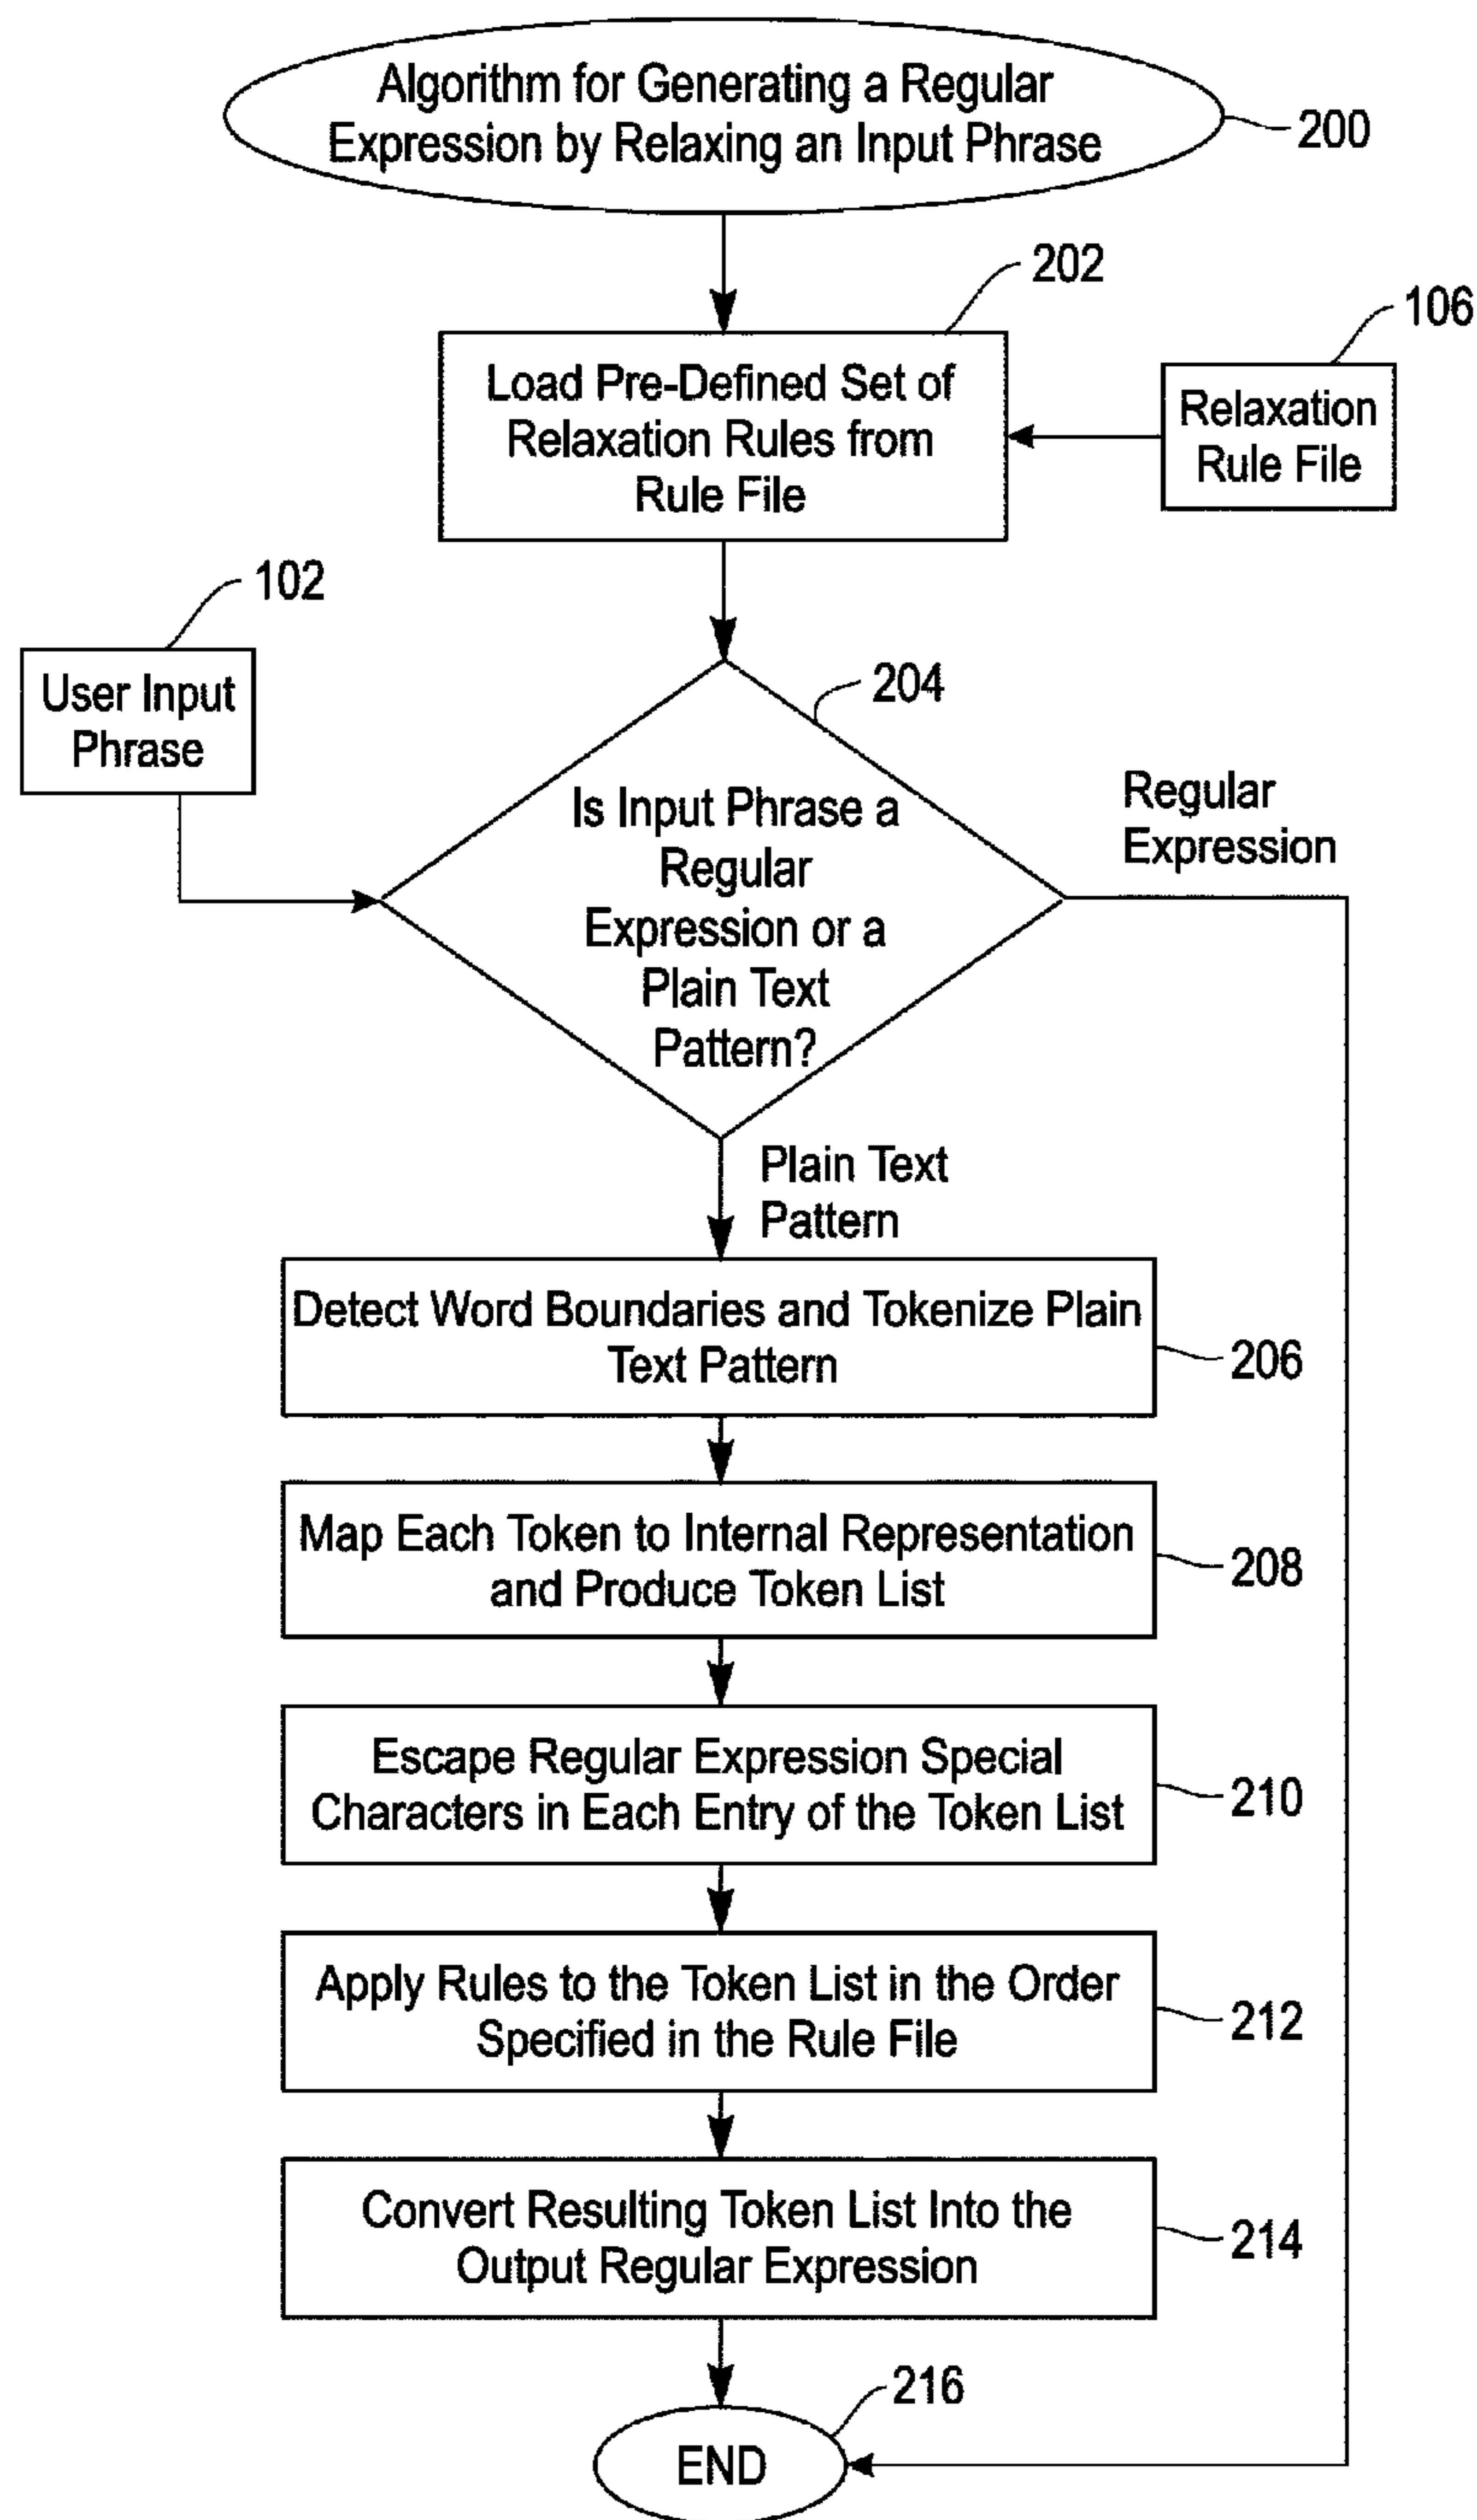 Algorithm for Generating a Regular
Expression by Relaxing an Input Phrase
200
202
106
Load Pre-Defined Set of
Relaxation Rules from
Rule File
Relaxation
Rule File
102
User Input
Phrase
204
Is Input Phrase a
Regular
Expression or a
Plain Text
Pattern?
Regular
Expression
Plain Text
Pattern
Detect Word Boundaries and Tokenize Plain
Text Pattern
206
Map Each Token to Internal Representation
and Produce Token List
208
Escape Regular Expression Special
Characters in Each Entry of the Token List
210
Apply Rules to the Token List in the Order
Specified in the Rule File
212
Convert Resulting Token List Into the
Output Regular Expression
214
216
END